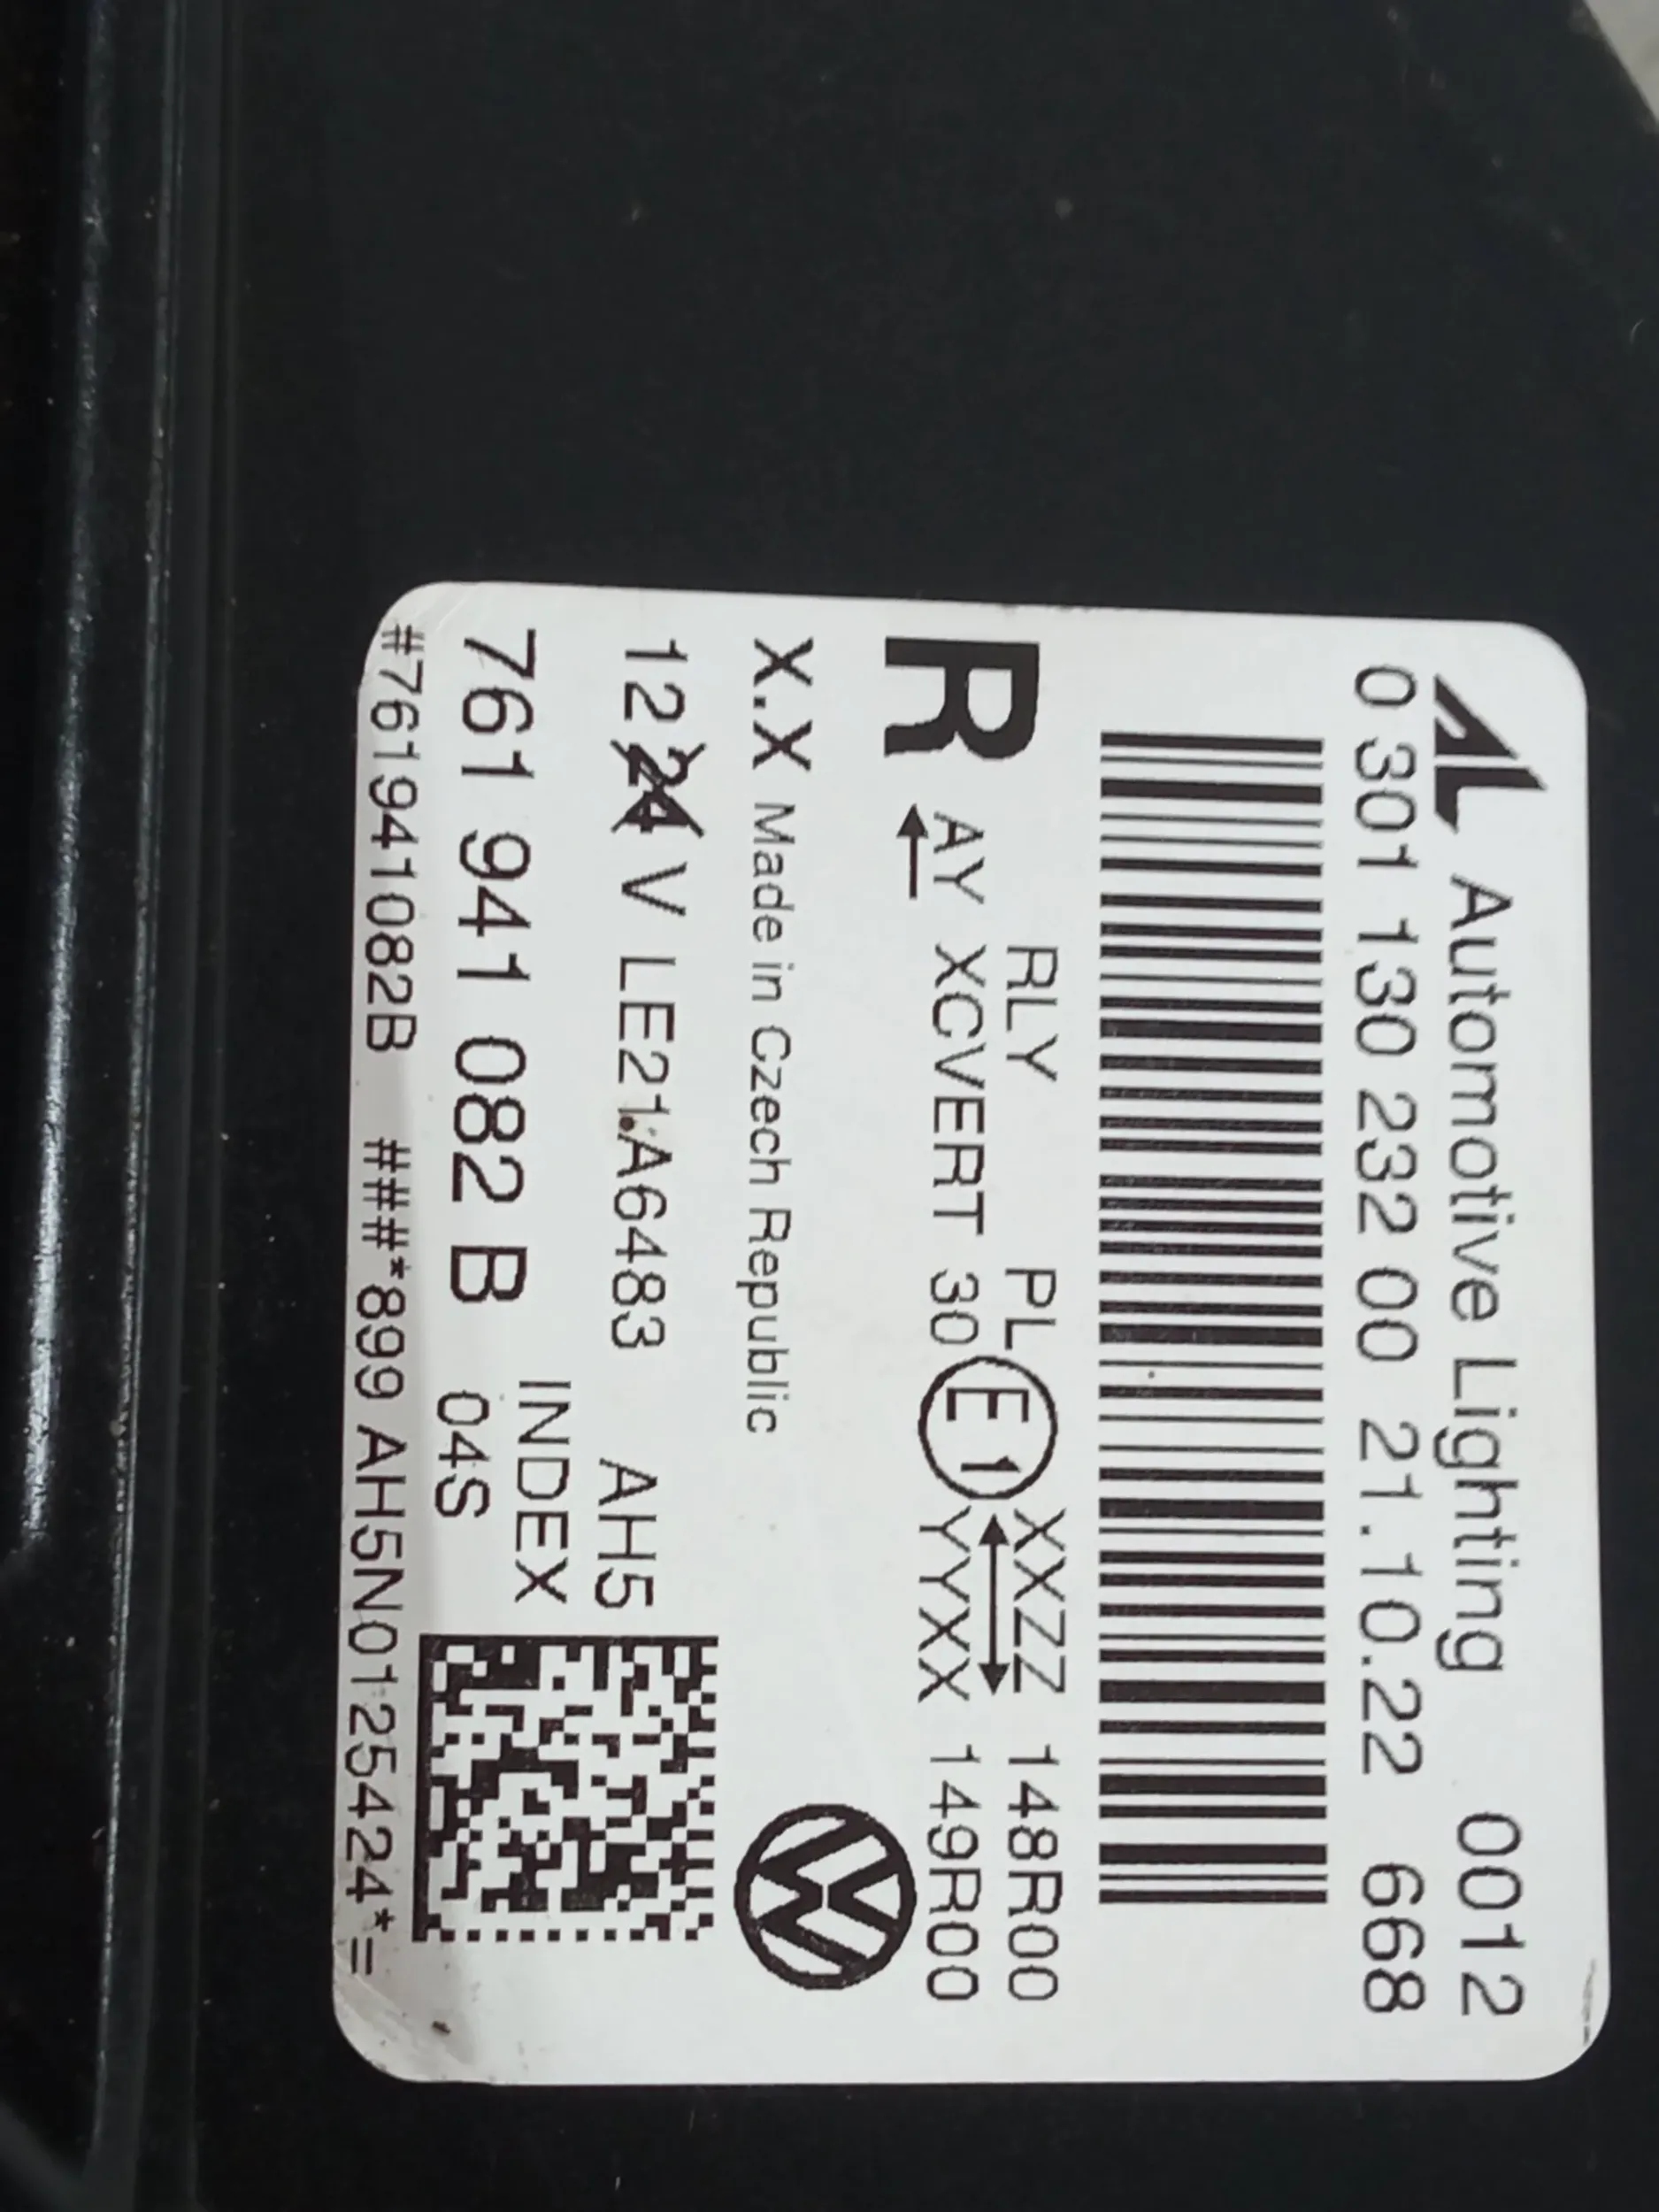 AL Automotive Lighting 0012
0 301 130 232 00 21.10.22 668
R RLY PL XXZZ 148R00
AY XCVERT 30 E1 YYXX 149R00
X.X Made in Czech Republic
12 24 V LE21A6483 AH5
761 941 082 B INDEX
04S
#761941082B ###*899 AH5N0125424*=